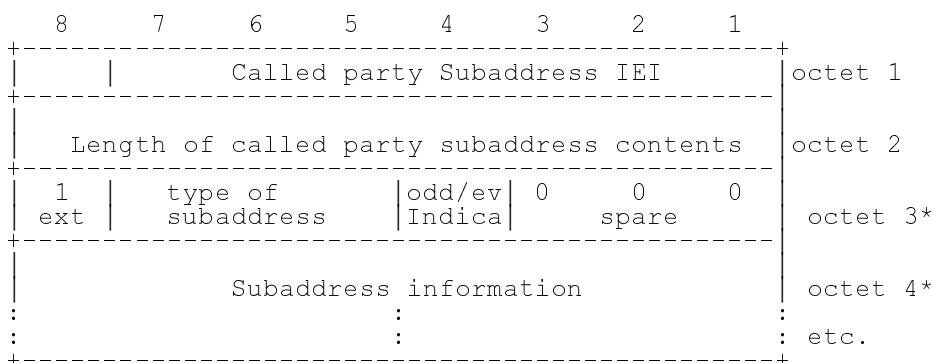 8 7 6 5 4 3 2 1
Called party Subaddress IEI octet 1
Length of called party subaddress contents octet 2
1 type of odd/ev 0 0 0
ext subaddress Indica spare octet 3*
Subaddress information octet 4*
: : :
: : : etc.